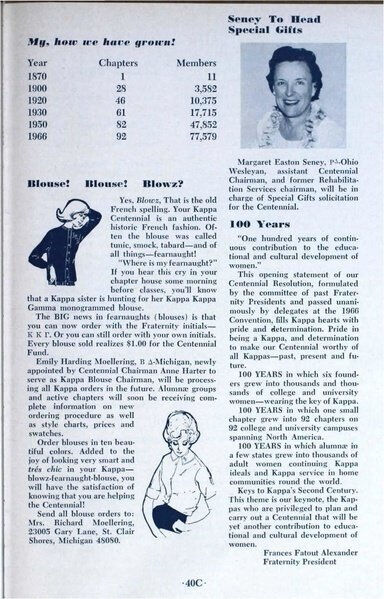 My, how we have grown!
Year Chapters Members
1870 1 11
1900 28 3,582
1920 46 10,375
1930 61 17,715
1950 82 47,852
1966 92 77,579
Blouse! Blouse! Blowz?
Yes, Blowz, That is the old
French spelling. Your Kappa
Centennial is an authentic
historic French fashion. Of-
ten the blouse was called
tunic, smock, tabard—and of
all things—fearnaught!
"Where is my fearnaught?"
If you hear this cry in your
chapter house some morning
before classes, you'll know
that a Kappa sister is hunting for her Kappa Kappa
Gamma monogrammed blouse.
The BIG news in fearnaughts (blouses) is that
you can now order with the Fraternity initials—
K K Γ. Or you can still order without initials.
Every blouse sold realizes $1.00 for the Centennial
Fund.
Emily Harding Moellering, B Δ-Michigan, newly
appointed by Centennial Chairman Anne Harter to
serve as Kappa Blouse Chairman, will be process-
ing all Kappa orders in the future. Alumnæ groups
and active chapters will soon be receiving com-
plete information on new
ordering procedure as well
as style charts, prices and
swatches.
Order blouses in ten beau-
tiful colors. Added to the
joy of looking very smart and
trés chic in your Kappa—
blowz-fearnaught-blouse, you
will have the satisfaction of
knowing that you are helping
the Centennial!
Send all blouse orders to:
Mrs. Richard Moellering,
23005 Gary Lane, St. Clair
Shores, Michigan 48080.
Seney To Head
Special Gifts
Margaret Easton Seney, PΔ-Ohio
Wesleyan, assistant Centennial
Chairman, and former Rehabilita-
tion Services chairman, will be in
charge of Special Gifts solicitation
for the Centennial.
100 Years
"One hundred years of contin-
uous contribution to the educa-
tional and cultural development of
women."
This opening statement of our
Centennial Resolution, formulated
by the committee of past Frater-
nity Presidents and passed unani-
mously by delegates at the 1966
Convention, fills Kappa hearts with
pride and determination. Pride in
being a Kappa, and determination
to make our Centennial worthy of
all Kappas—past, present and fu-
ture.
100 YEARS in which six found-
ers grew into thousands and thou-
sands of college and university
women—wearing the key of Kappa.
100 YEARS in which one small
chapter grew into 92 chapters on
92 college and university campuses
spanning North America.
100 YEARS in which alumnæ in
a few states grew into thousands of
adult women continuing Kappa
ideals and Kappa service in home
communities round the world.
Keys to Kappa's Second Century.
This theme is our keynote, the Kap-
pas who are privileged to plan and
carry out a Centennial that will be
yet another contribution to educa-
tional and cultural development of
women.
Frances Fatout Alexander
Fraternity President
·40C·